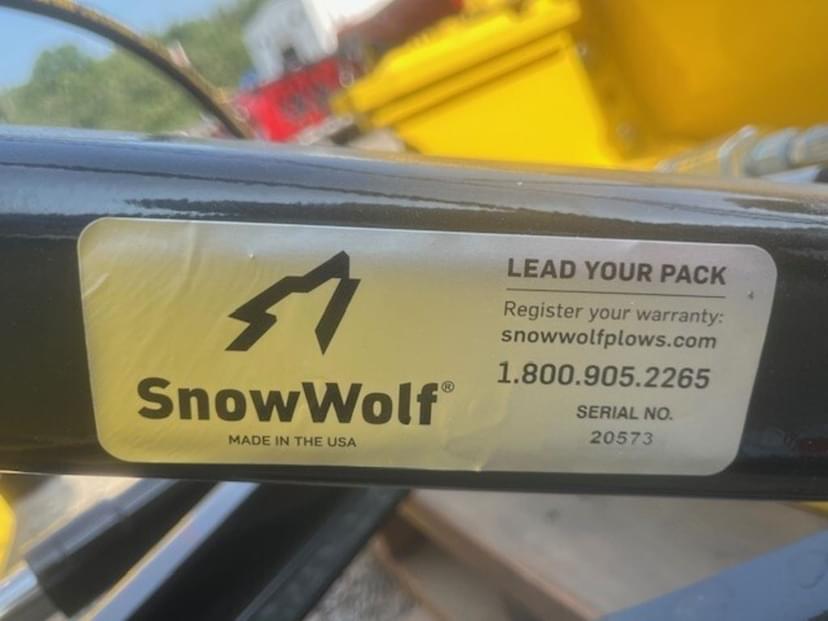 SnowWolf®
MADE IN THE USA
LEAD YOUR PACK
Register your warranty:
snowwolfplows.com
1.800.905.2265
SERIAL NO.
20573